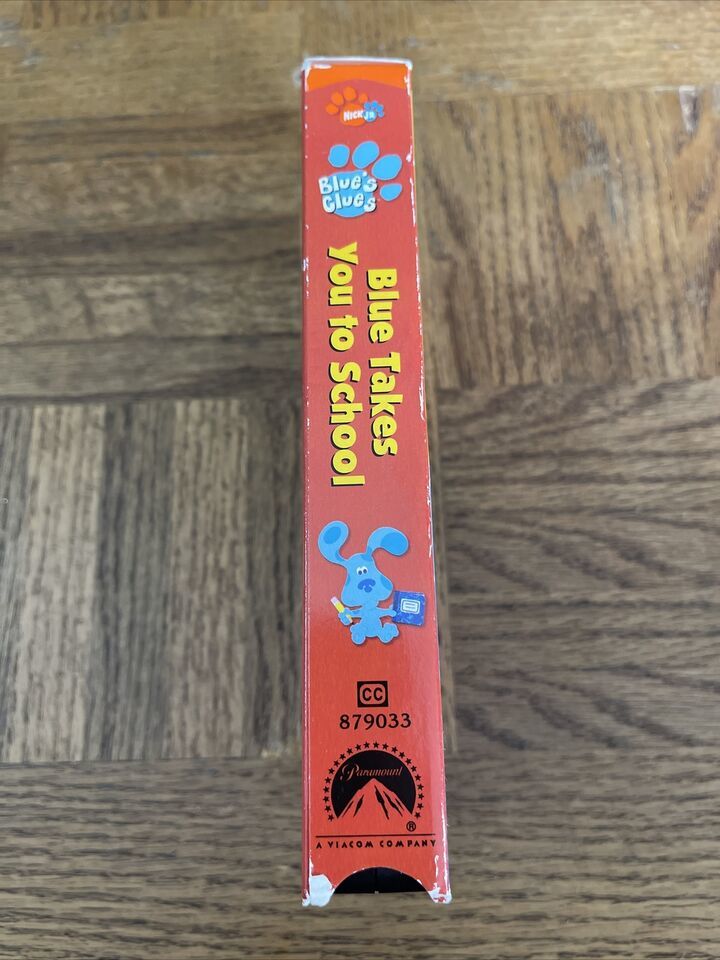 NICK JR.
Blue's
Clues
Blue Takes
You to School
CC
879033
Paramount
®
A VIACOM COMPANY